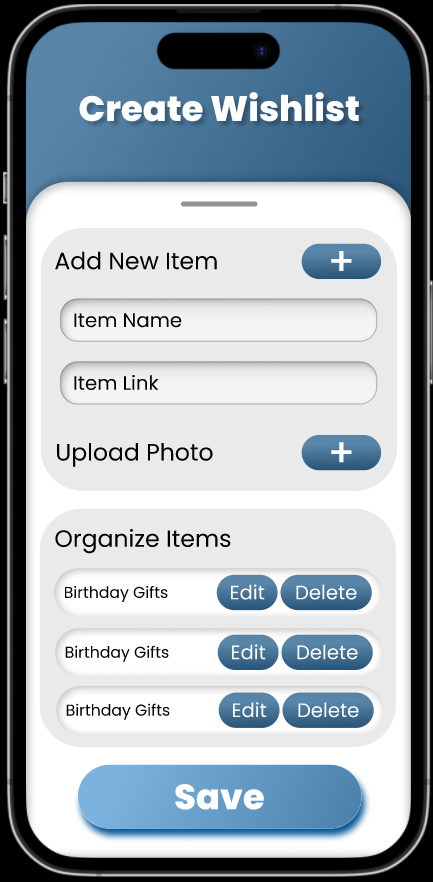 Create Wishlist
Add New Item +
Item Name
Item Link
Upload Photo +
Organize Items
Birthday Gifts Edit Delete
Birthday Gifts Edit Delete
Birthday Gifts Edit Delete
Save